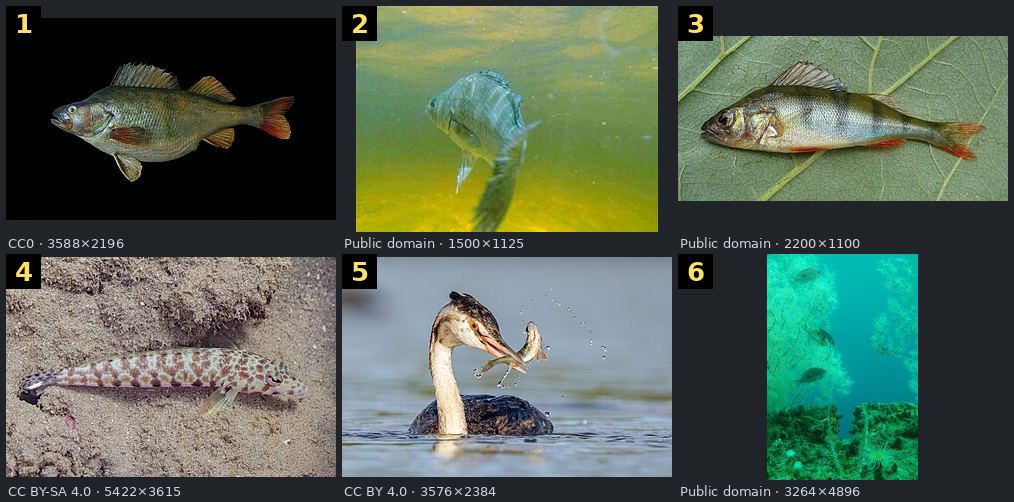 1
2
3
CC0 · 3588×2196
Public domain · 1500×1125
Public domain · 2200×1100
4
5
6
CC BY-SA 4.0 · 5422×3615
CC BY 4.0 · 3576×2384
Public domain · 3264×4896